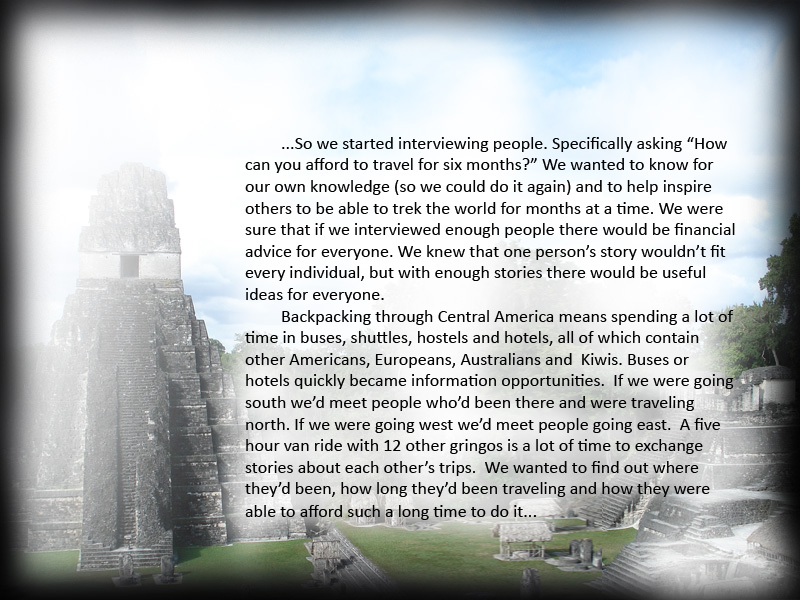 ...So we started interviewing people. Specifically asking “How
can you afford to travel for six months?” We wanted to know for
our own knowledge (so we could do it again) and to help inspire
others to be able to trek the world for months at a time. We were
sure that if we interviewed enough people there would be financial
advice for everyone. We knew that one person’s story wouldn’t fit
every individual, but with enough stories there would be useful
ideas for everyone.
Backpacking through Central America means spending a lot of
time in buses, shuttles, hostels and hotels, all of which contain
other Americans, Europeans, Australians and  Kiwis. Buses or
hotels quickly became information opportunities.  If we were going
south we’d meet people who’d been there and were traveling
north. If we were going west we’d meet people going east.  A five
hour van ride with 12 other gringos is a lot of time to exchange
stories about each other’s trips.  We wanted to find out where
they’d been, how long they’d been traveling and how they were
able to afford such a long time to do it...